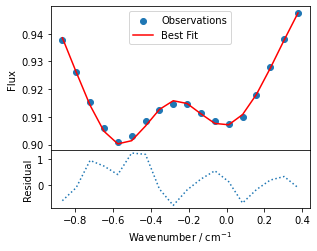 Observations
Best Fit
Flux
0.94
0.93
0.92
0.91
0.90
Residual
1
0
−0.8 −0.6 −0.4 −0.2 0.0 0.2 0.4
Wavenumber / cm⁻¹